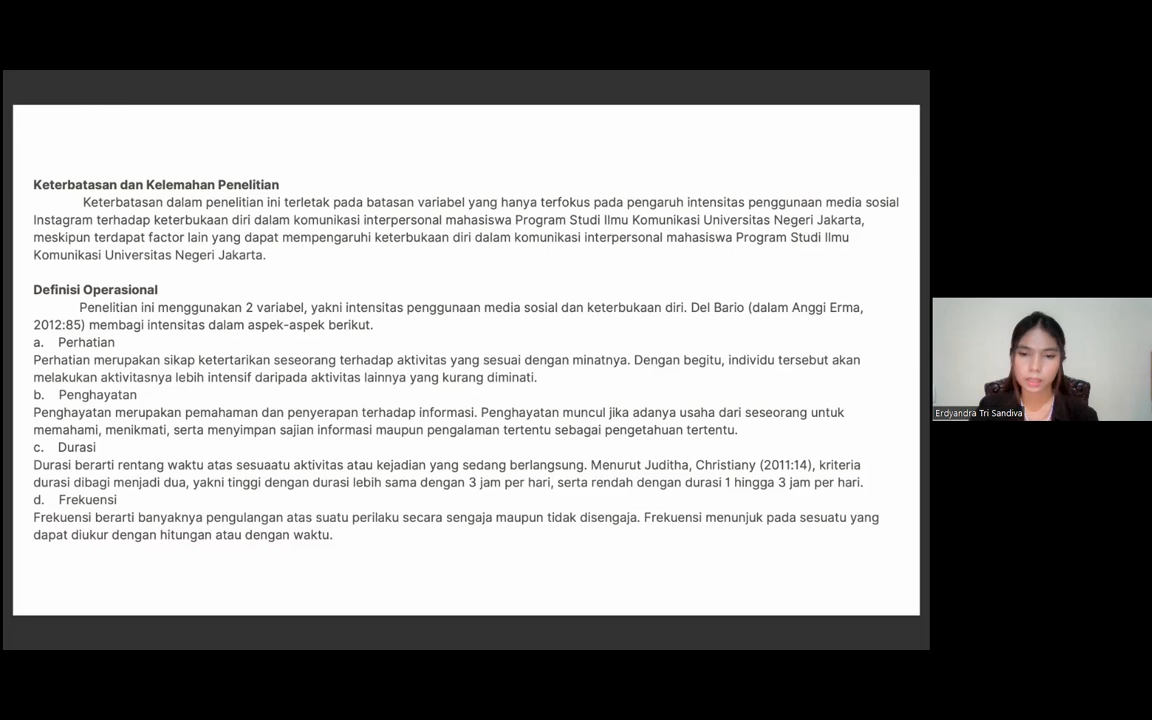 Keterbatasan dan Kelemahan Penelitian
Keterbatasan dalam penelitian ini terletak pada batasan variabel yang hanya terfokus pada pengaruh intensitas penggunaan media sosial
Instagram terhadap keterbukaan diri dalam komunikasi interpersonal mahasiswa Program Studi Ilmu Komunikasi Universitas Negeri Jakarta,
meskipun terdapat factor lain yang dapat mempengaruhi keterbukaan diri dalam komunikasi interpersonal mahasiswa Program Studi Ilmu
Komunikasi Universitas Negeri Jakarta.
Definisi Operasional
Penelitian ini menggunakan 2 variabel, yakni intensitas penggunaan media sosial dan keterbukaan diri. Del Bario (dalam Anggi Erma,
2012:85) membagi intensitas dalam aspek-aspek berikut.
a. Perhatian
Perhatian merupakan sikap ketertarikan seseorang terhadap aktivitas yang sesuai dengan minatnya. Dengan begitu, individu tersebut akan
melakukan aktivitasnya lebih intensif daripada aktivitas lainnya yang kurang diminati.
b. Penghayatan
Penghayatan merupakan pemahaman dan penyerapan terhadap informasi. Penghayatan muncul jika adanya usaha dari seseorang untuk
memahami, menikmati, serta menyimpan sajian informasi maupun pengalaman tertentu sebagai pengetahuan tertentu.
c. Durasi
Durasi berarti rentang waktu atas sesuaatu aktivitas atau kejadian yang sedang berlangsung. Menurut Juditha, Christiany (2011:14), kriteria
durasi dibagi menjadi dua, yakni tinggi dengan durasi lebih sama dengan 3 jam per hari, serta rendah dengan durasi 1 hingga 3 jam per hari.
d. Frekuensi
Frekuensi berarti banyaknya pengulangan atas suatu perilaku secara sengaja maupun tidak disengaja. Frekuensi menunjuk pada sesuatu yang
dapat diukur dengan hitungan atau dengan waktu.
Erdyandra Tri Sandiva